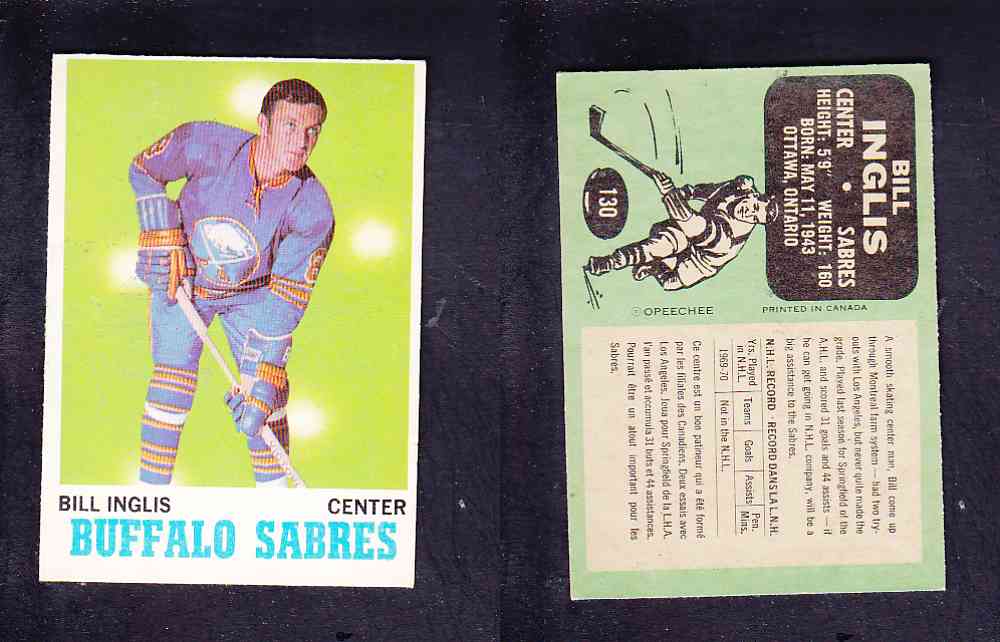 BILL INGLIS CENTER
BUFFALO SABRES
BILL
INGLIS
CENTER • SABRES
HEIGHT: 5'9" WEIGHT: 160
BORN: MAY 11, 1943
OTTAWA, ONTARIO
130
© OPEECHEE PRINTED IN CANADA
A smooth skating center man, Bill come up
through Montreal farm system — had two try-
outs with Los Angeles, but never quite made the
grade. Played last season for Springfield of the
A.H.L. and scored 31 goals and 44 assists — if
he can get going in N.H.L. company, will be a
big assistance to the Sabres.
N.H.L. RECORD - RECORD DANS LA L.N.H.
Yrs. Played in N.H.L. Teams Goals Assists Pen. Mins.
1969-70 Not in the N.H.L.
Ce centre est un bon patineur qui a été formé
par les filiales des Canadiens. Deux essais avec
Los Angeles. Joua pour Springfield de la L.H.A.
l'an passé et accumula 31 buts et 44 assistances.
Pourrait être un atout important pour les
Sabres.